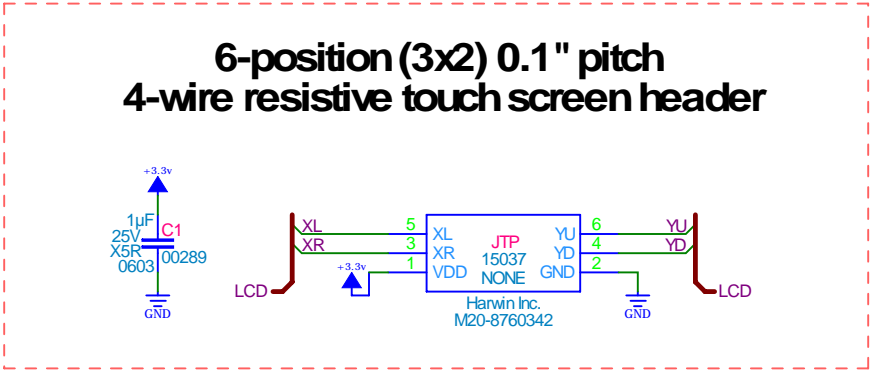 6-position (3x2) 0.1" pitch
4-wire resistive touch screen header
+3.3v
1µF
25V
X5R
0603
C1
00289
GND
XL
XR
LCD
+3.3v
5
3
1
XL
XR
VDD
JTP
15037
NONE
YU
YD
GND
6
4
2
Harwin Inc.
M20-8760342
GND
YU
YD
LCD